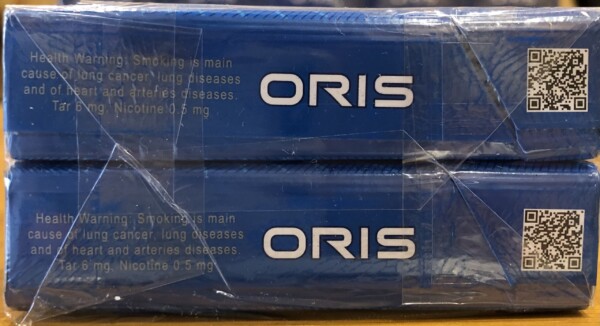 Health Warning: Smoking is main
cause of lung cancer, lung diseases
and of heart and arteries diseases.
Tar 6 mg. Nicotine 0.5 mg
ORIS
Health Warning: Smoking is main
cause of lung cancer, lung diseases
and of heart and arteries diseases.
Tar 6 mg. Nicotine 0.5 mg
ORIS